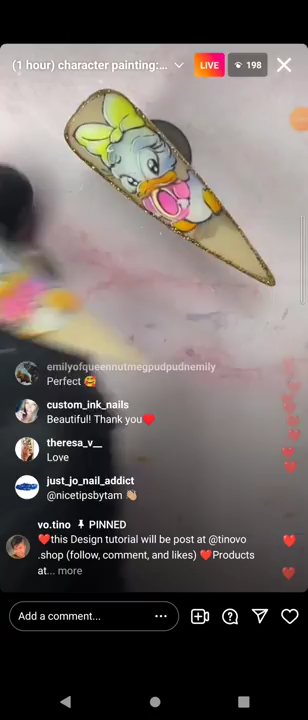 (1 hour) character painting:...
LIVE
198
emilyofqueennutmegpudpudnemily
Perfect 🥰
custom_ink_nails
Beautiful! Thank you♥️
theresa_v__
Love
just_jo_nail_addict
@nicetipsbytam 👏🏼
vo.tino PINNED
❤️this Design tutorial will be post at @tinovo
.shop (follow, comment, and likes) ❤️Products
at... more
Add a comment...